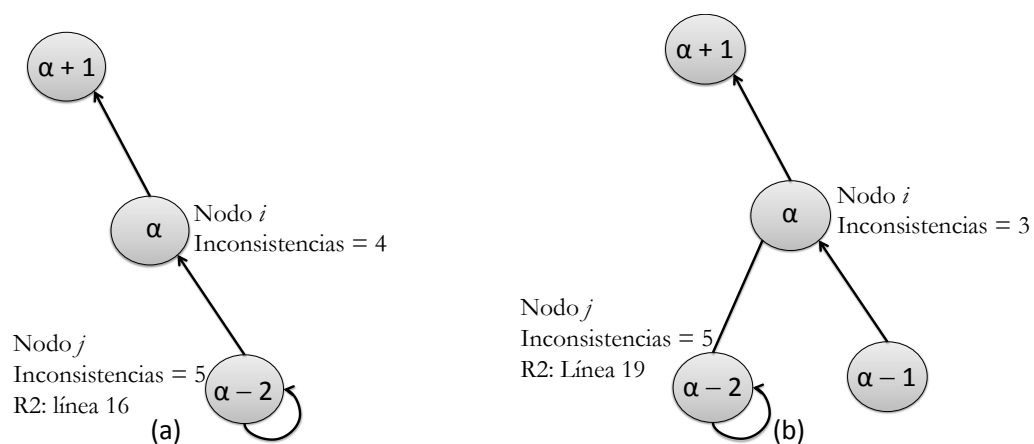 α + 1
α
Nodo i
Inconsistencias = 4
Nodo j
Inconsistencias = 5
R2: línea 16
α – 2
(a)
α + 1
α
Nodo i
Inconsistencias = 3
Nodo j
Inconsistencias = 5
R2: Línea 19
α – 2
α – 1
(b)